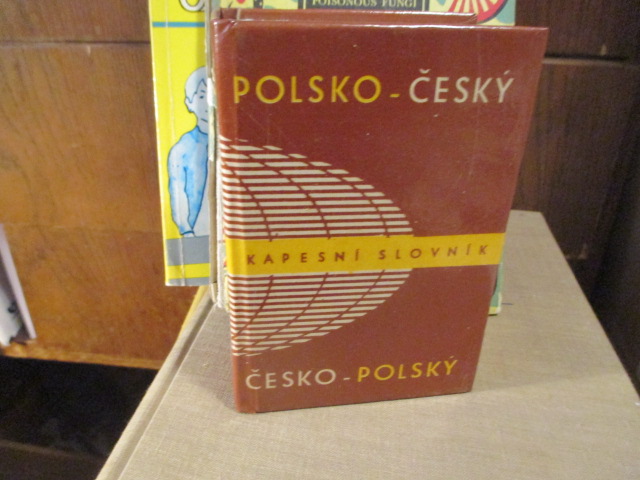 POISONOUS FUNGI
POLSKO - ČESKÝ
KAPESNÍ SLOVNÍK
ČESKO - POLSKÝ